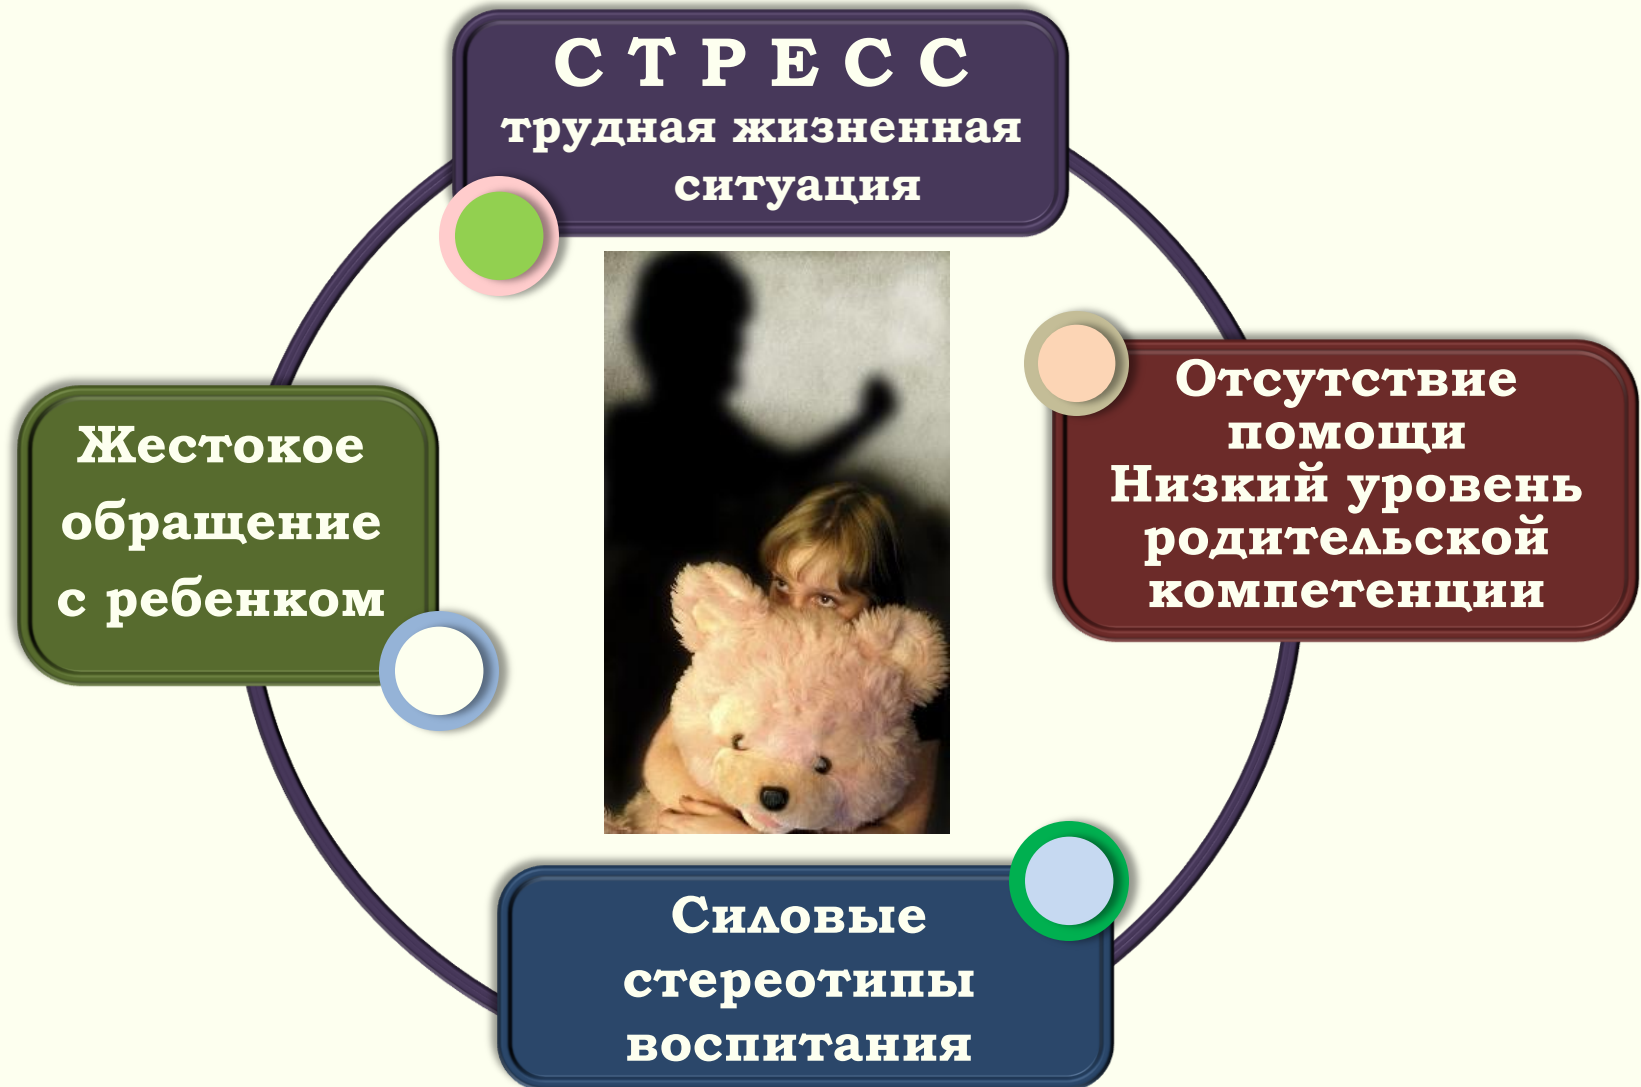 С Т Р Е С С
трудная жизненная
ситуация
Отсутствие
помощи
Низкий уровень
родительской
компетенции
Силовые
стереотипы
воспитания
Жестокое
обращение
с ребенком